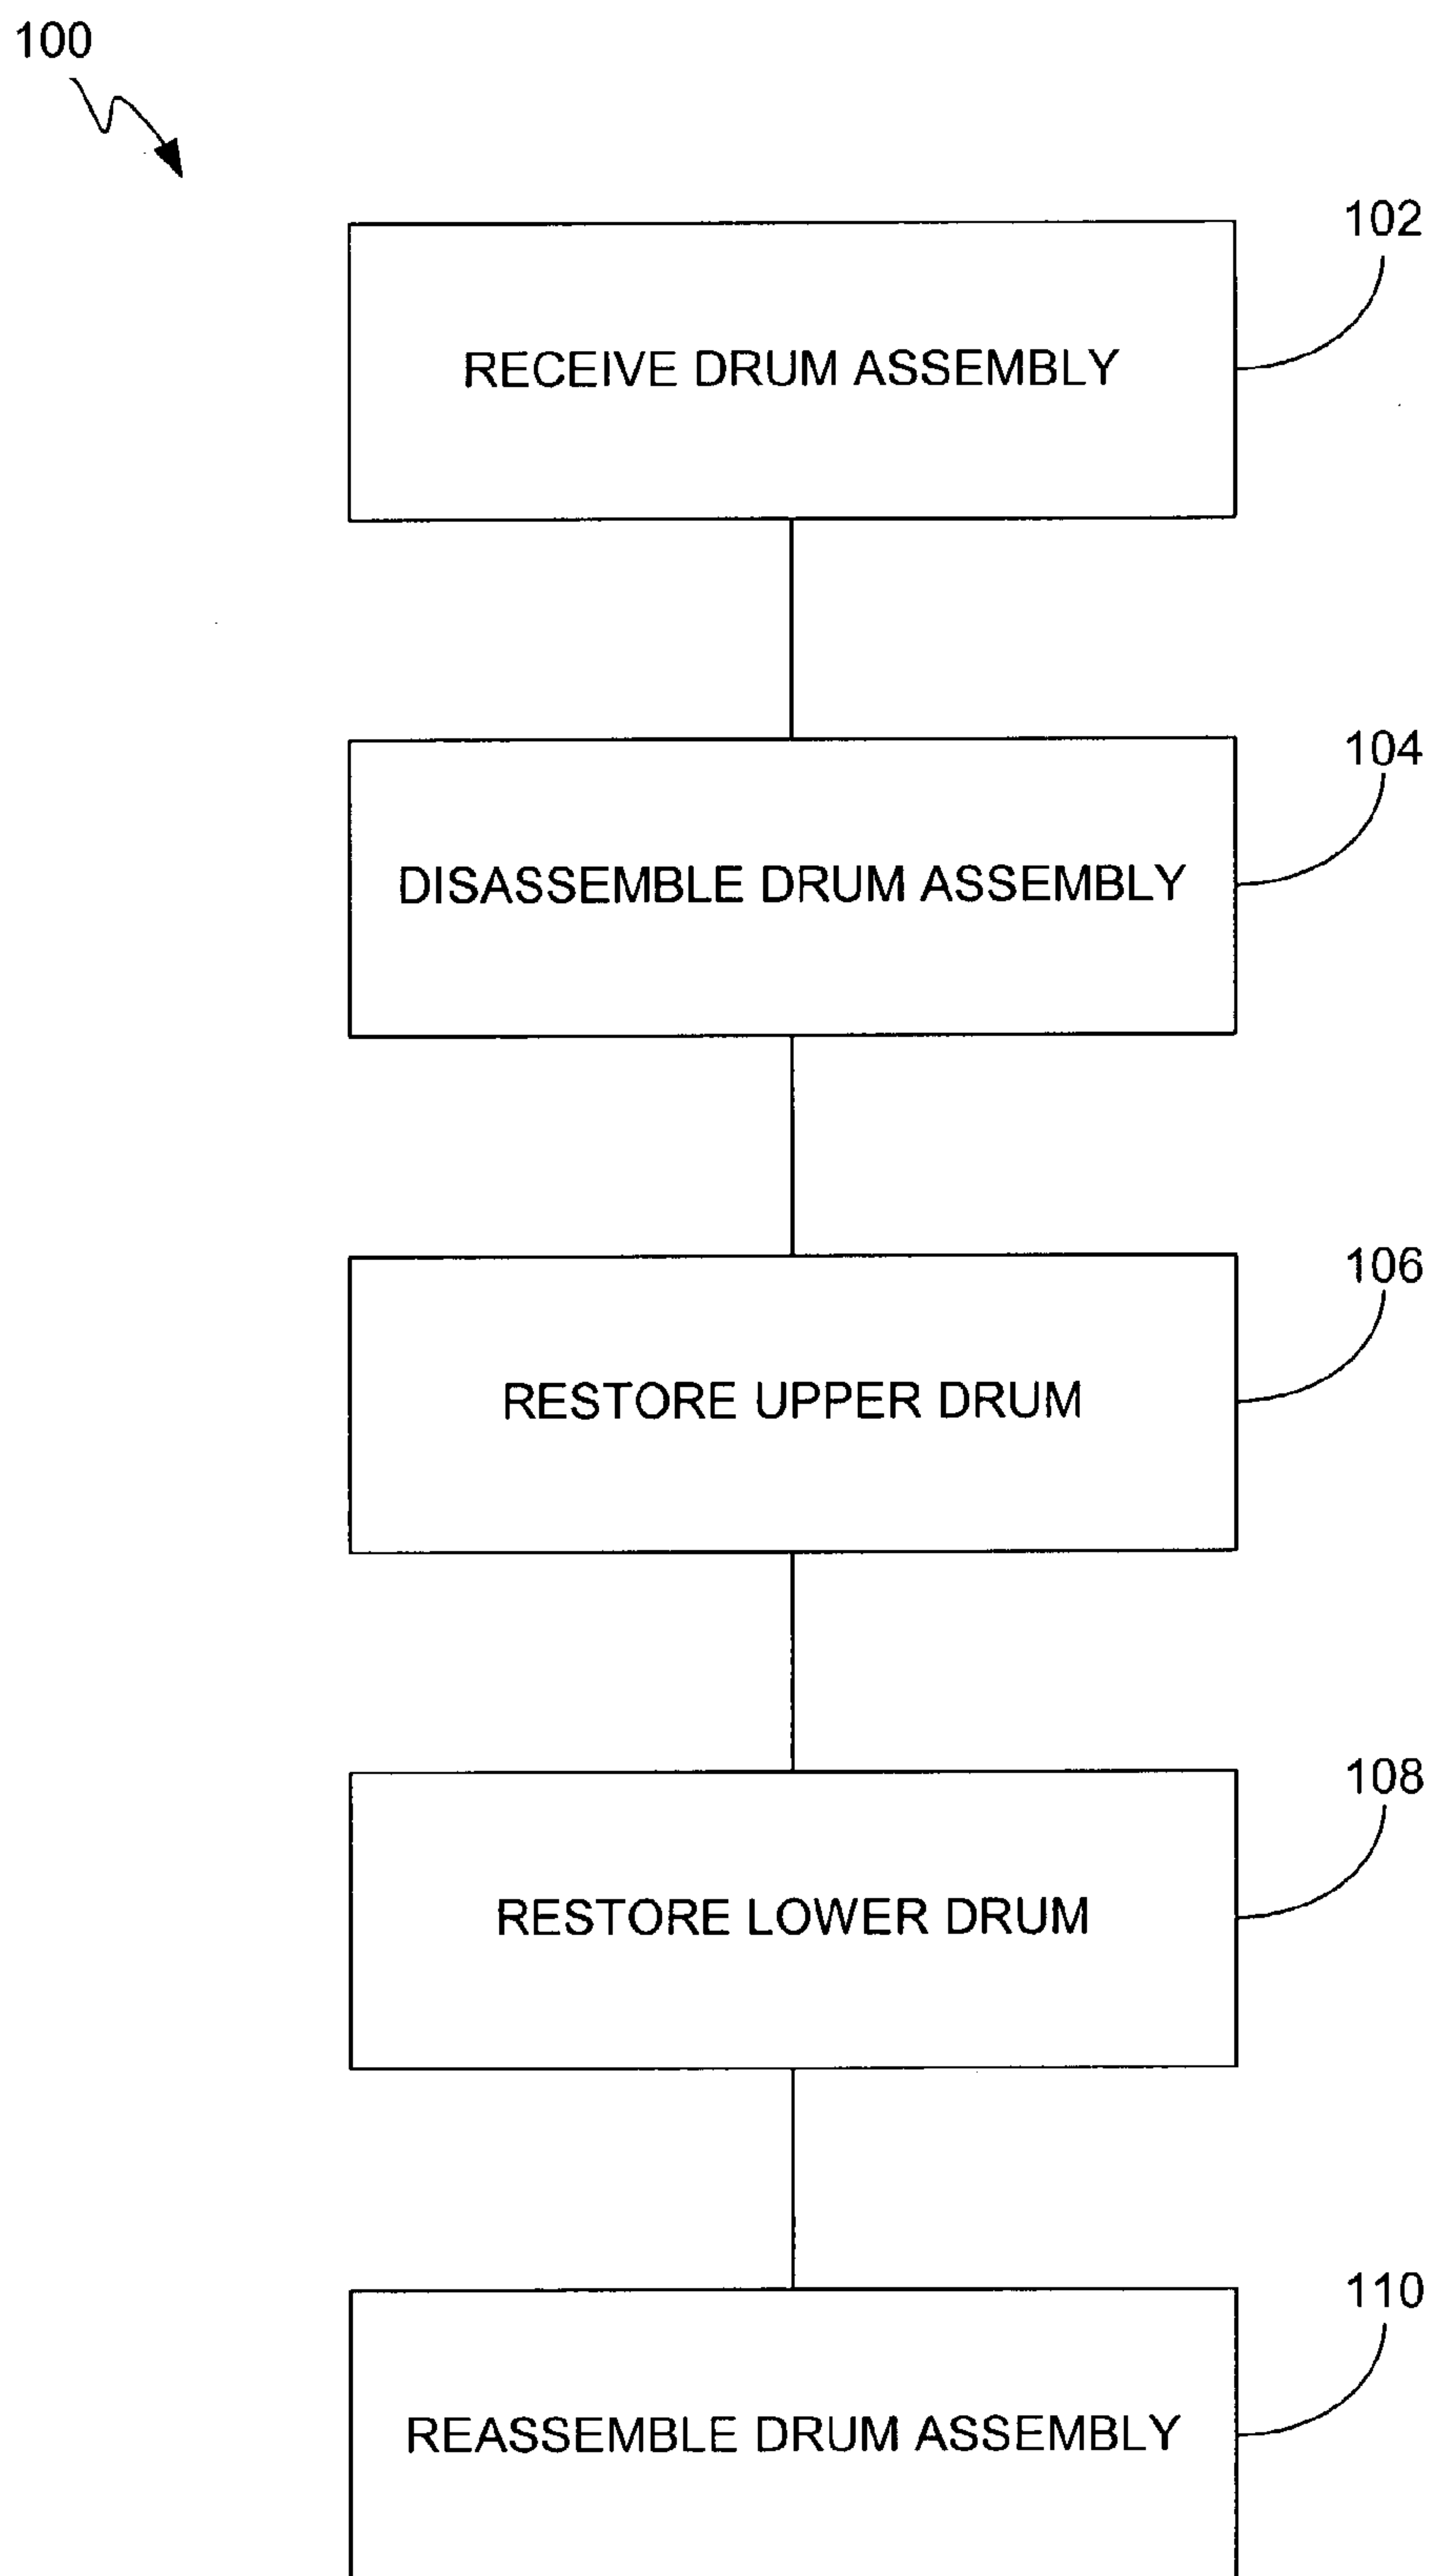 100
102
RECEIVE DRUM ASSEMBLY
104
DISASSEMBLE DRUM ASSEMBLY
106
RESTORE UPPER DRUM
108
RESTORE LOWER DRUM
110
REASSEMBLE DRUM ASSEMBLY